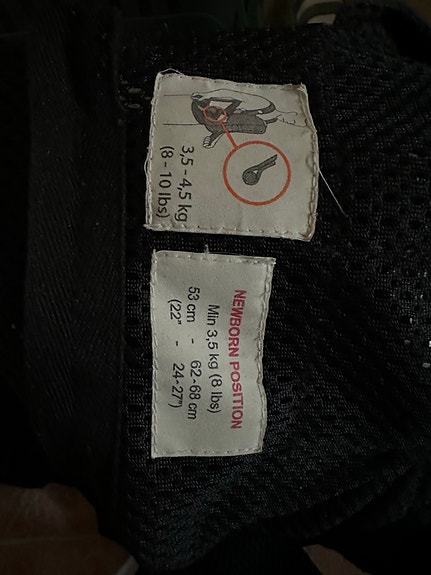 3,5 - 4,5 kg
(8 - 10 lbs)
NEWBORN POSITION
Min 3,5 kg (8 lbs)
53 cm - 62-68 cm
(22" - 24-27")